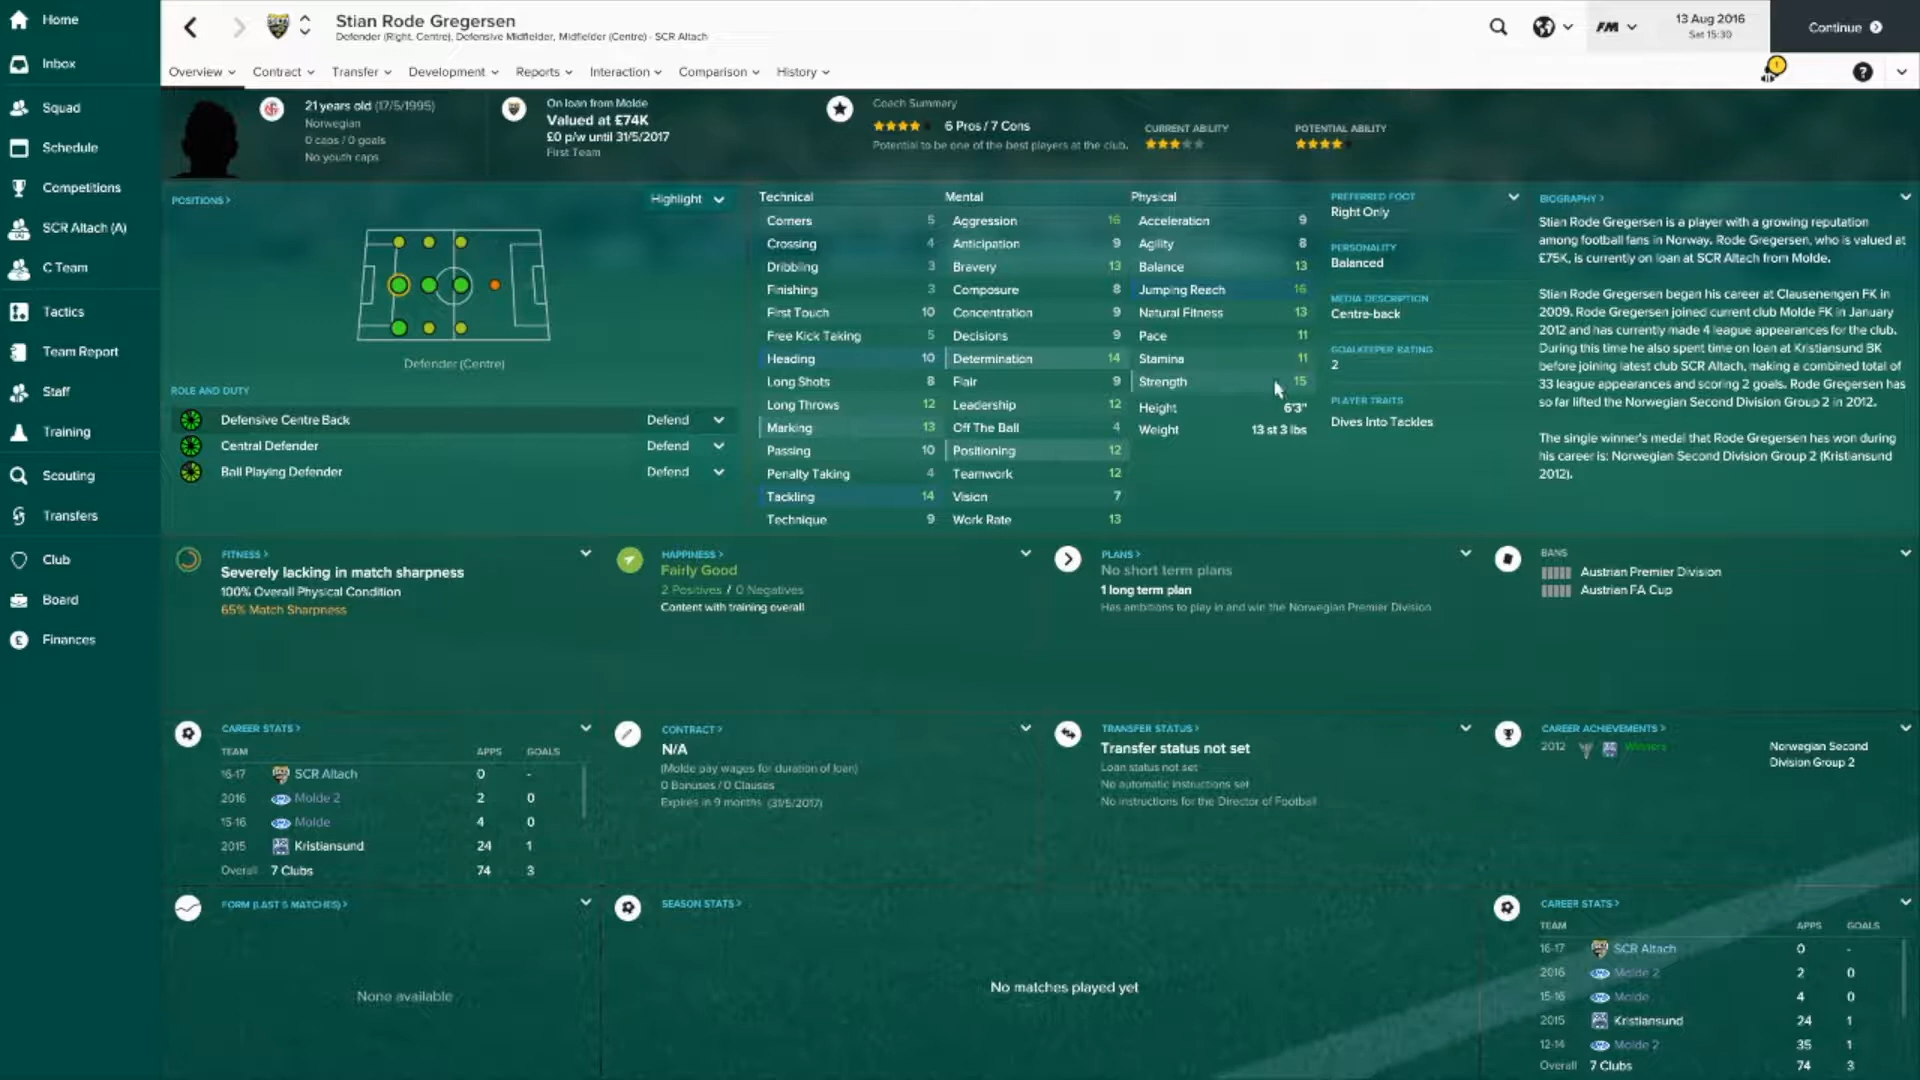 Home
Inbox
Squad
Schedule
Competitions
SCR Altach (A)
C Team
Tactics
Team Report
Staff
Training
Scouting
Transfers
Club
Board
Finances
Stian Rode Gregersen
Defender (Right, Centre), Defensive Midfielder, Midfielder (Centre) - SCR Altach
FM
13 Aug 2016
Sat 15:30
Continue
Overview
Contract
Transfer
Development
Reports
Interaction
Comparison
History
21 years old (17/5/1995)
Norwegian
0 caps / 0 goals
No youth caps
On loan from Molde
Valued at £74K
£0 p/w until 31/5/2017
First Team
Coach Summary
6 Pros / 7 Cons
Potential to be one of the best players at the club.
CURRENT ABILITY
POTENTIAL ABILITY
POSITIONS >
Highlight
Defender (Centre)
ROLE AND DUTY
Defensive Centre Back Defend
Central Defender Defend
Ball Playing Defender Defend
Technical
Corners 5
Crossing 4
Dribbling 3
Finishing 3
First Touch 10
Free Kick Taking 5
Heading 10
Long Shots 8
Long Throws 12
Marking 13
Passing 10
Penalty Taking 4
Tackling 14
Technique 9
Mental
Aggression 16
Anticipation 9
Bravery 13
Composure 8
Concentration 9
Decisions 9
Determination 14
Flair 9
Leadership 12
Off The Ball 4
Positioning 12
Teamwork 12
Vision 7
Work Rate 13
Physical
Acceleration 9
Agility 8
Balance 13
Jumping Reach 16
Natural Fitness 13
Pace 11
Stamina 11
Strength 15
Height 6'3"
Weight 13 st 3 lbs
PREFERRED FOOT
Right Only
PERSONALITY
Balanced
MEDIA DESCRIPTION
Centre-back
GOALKEEPER RATING
2
PLAYER TRAITS
Dives Into Tackles
BIOGRAPHY >
Stian Rode Gregersen is a player with a growing reputation
among football fans in Norway. Rode Gregersen, who is valued at
£75K, is currently on loan at SCR Altach from Molde.
Stian Rode Gregersen began his career at Clausenengen FK in
2009. Rode Gregersen joined current club Molde FK in January
2012 and has currently made 4 league appearances for the club.
During this time he also spent time on loan at Kristiansund BK
before joining latest club SCR Altach, making a combined total of
33 league appearances and scoring 2 goals. Rode Gregersen has
so far lifted the Norwegian Second Division Group 2 in 2012.
The single winner's medal that Rode Gregersen has won during
his career is: Norwegian Second Division Group 2 (Kristiansund
2012).
FITNESS >
Severely lacking in match sharpness
100% Overall Physical Condition
65% Match Sharpness
HAPPINESS >
Fairly Good
2 Positives / 0 Negatives
Content with training overall
PLANS >
No short term plans
1 long term plan
Has ambitions to play in and win the Norwegian Premier Division
BANS
Austrian Premier Division
Austrian FA Cup
CAREER STATS >
TEAM APPS GOALS
16-17 SCR Altach 0 -
2016 Molde 2 2 0
15-16 Molde 4 0
2015 Kristiansund 24 1
Overall 7 Clubs 74 3
CONTRACT >
N/A
(Molde pay wages for duration of loan)
0 Bonuses / 0 Clauses
Expires in 9 months (31/5/2017)
TRANSFER STATUS >
Transfer status not set
Loan status not set
No automatic instructions set
No instructions for the Director of Football
CAREER ACHIEVEMENTS >
2012 Winners Norwegian Second
Division Group 2
FORM (LAST 5 MATCHES) >
None available
SEASON STATS >
No matches played yet
CAREER STATS >
TEAM APPS GOALS
16-17 SCR Altach 0 -
2016 Molde 2 2 0
15-16 Molde 4 0
2015 Kristiansund 24 1
12-14 Molde 2 35 1
Overall 7 Clubs 74 3